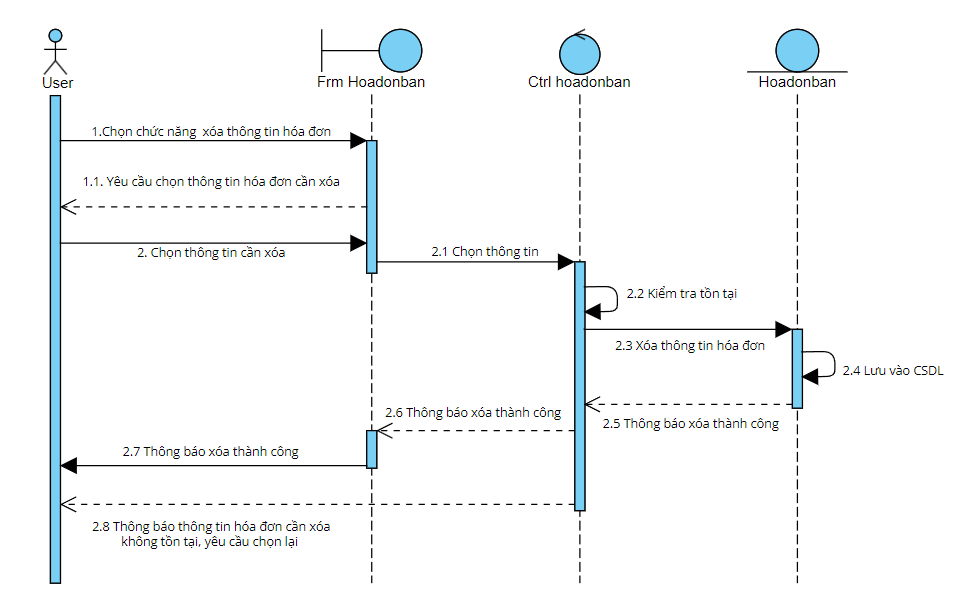 User
Frm Hoadonban
Ctrl hoadonban
Hoadonban
1.Chọn chức năng xóa thông tin hóa đơn
1.1. Yêu cầu chọn thông tin hóa đơn cần xóa
2. Chọn thông tin cần xóa
2.1 Chọn thông tin
2.2 Kiểm tra tồn tại
2.3 Xóa thông tin hóa đơn
2.4 Lưu vào CSDL
2.5 Thông báo xóa thành công
2.6 Thông báo xóa thành công
2.7 Thông báo xóa thành công
2.8 Thông báo thông tin hóa đơn cần xóa
không tồn tại, yêu cầu chọn lại